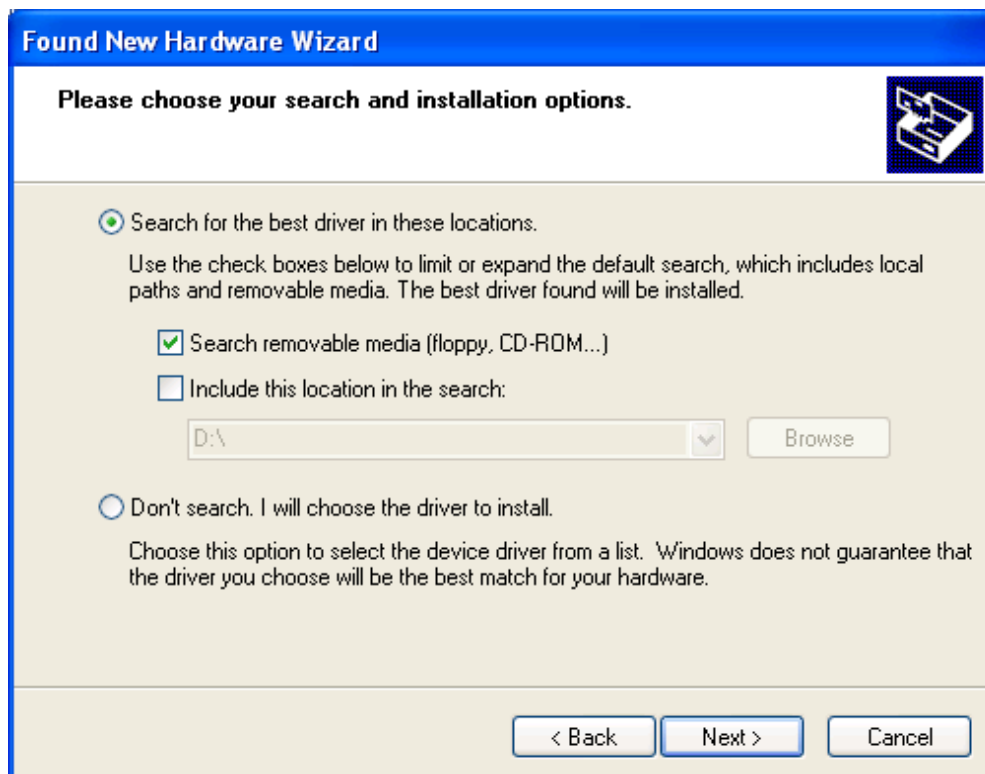 Found New Hardware Wizard
Please choose your search and installation options.
Search for the best driver in these locations.
Use the check boxes below to limit or expand the default search, which includes local
paths and removable media. The best driver found will be installed.
Search removable media (floppy, CD-ROM...)
Include this location in the search:
D:\
Browse
Don't search. I will choose the driver to install.
Choose this option to select the device driver from a list.  Windows does not guarantee that
the driver you choose will be the best match for your hardware.
< Back
Next >
Cancel